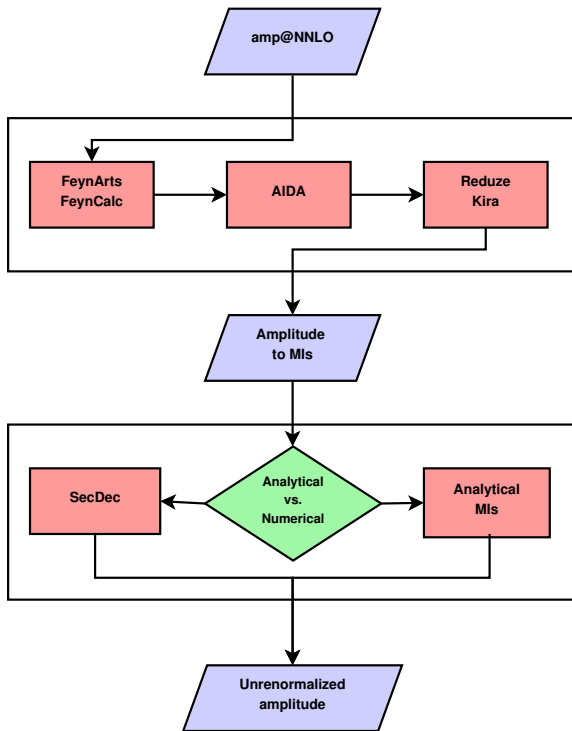 amp@NNLO
FeynArts
FeynCalc
AIDA
Reduze
Kira
Amplitude
to MIs
SecDec
Analytical
vs.
Numerical
Analytical
MIs
Unrenormalized
amplitude